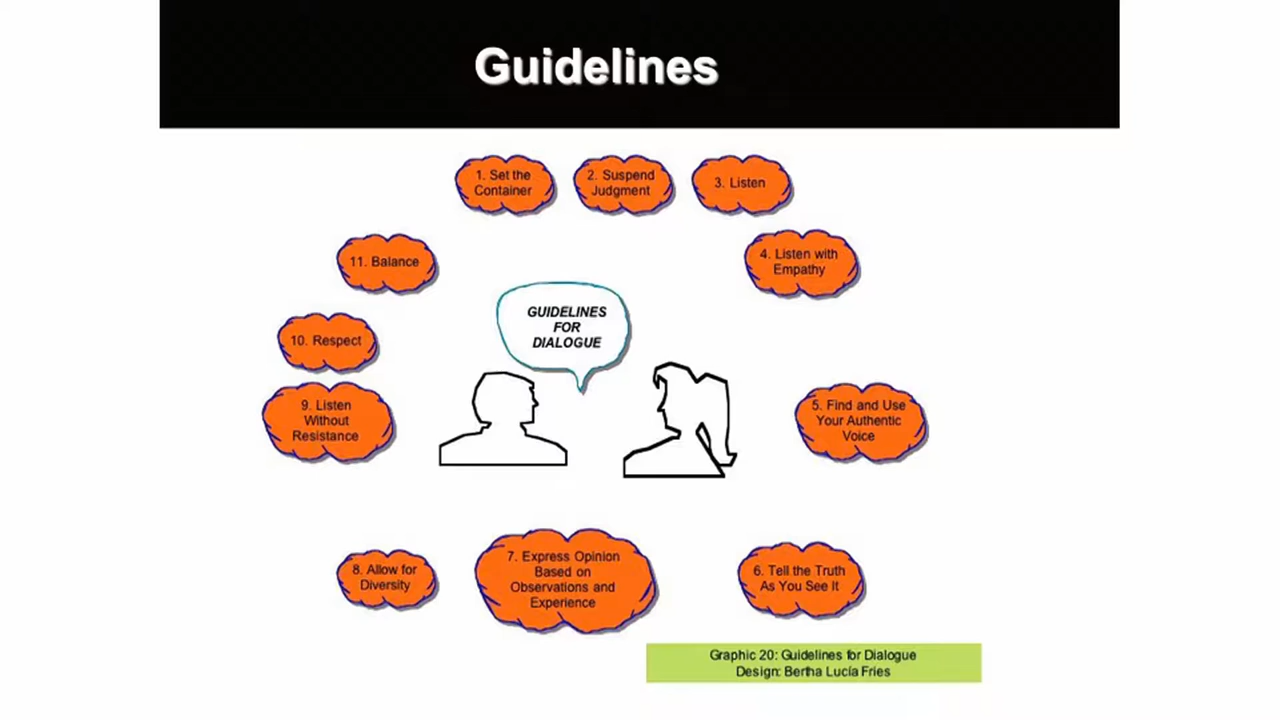 Guidelines
1. Set the
Container
2. Suspend
Judgment
3. Listen
4. Listen with
Empathy
5. Find and Use
Your Authentic
Voice
6. Tell the Truth
As You See It
7. Express Opinion
Based on
Observations and
Experience
8. Allow for
Diversity
9. Listen
Without
Resistance
10. Respect
11. Balance
GUIDELINES
FOR
DIALOGUE
Graphic 20: Guidelines for Dialogue
Design: Bertha Lucía Fries